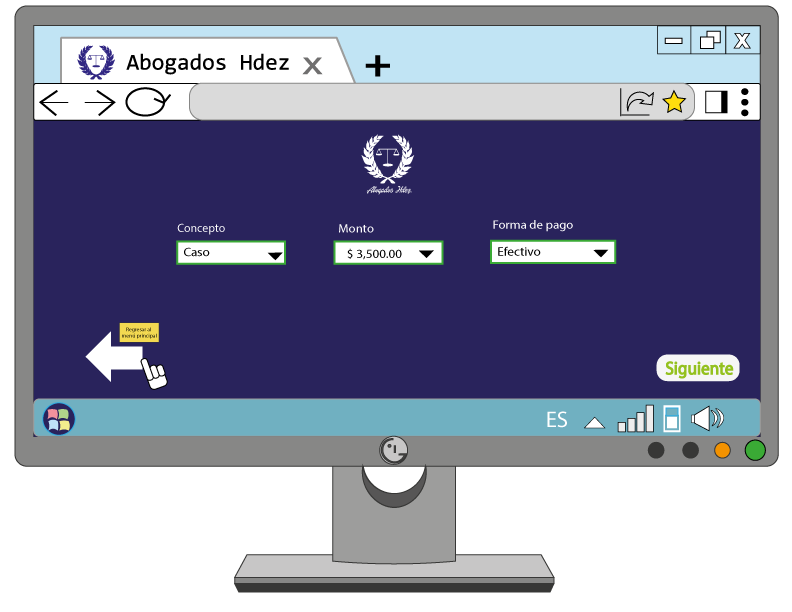 Abogados Hdez X
X
Abogados Hdez.
Concepto
Monto
Forma de pago
Caso
$ 3,500.00
Efectivo
Regresar al
menú principal
Siguiente
ES